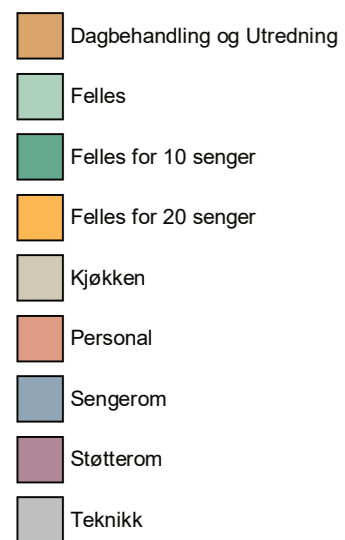 Dagbehandling og Utredning
Felles
Felles for 10 senger
Felles for 20 senger
Kjøkken
Personal
Sengerom
Støtterom
Teknikk